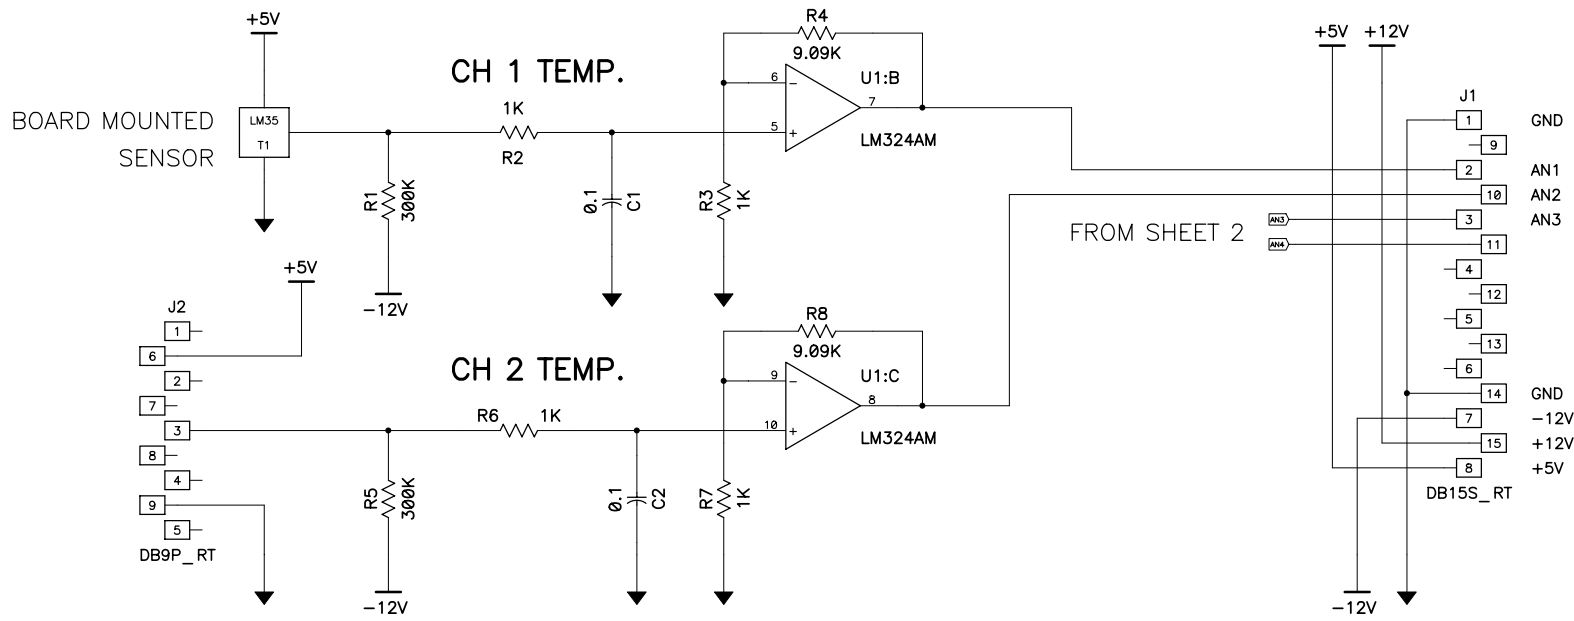 +5V
BOARD MOUNTED
SENSOR
LM35
T1
CH 1 TEMP.
1K
R2
R1
300K
-12V
0.1
C1
R3
1K
R4
9.09K
6
5
7
U1:B
LM324AM
+5V
J2
1
6
2
7
3
8
4
9
5
DB9P_RT
CH 2 TEMP.
R6
1K
R5
300K
-12V
0.1
C2
R7
1K
R8
9.09K
9
10
8
U1:C
LM324AM
FROM SHEET 2
AN3
AN4
+5V
+12V
-12V
J1
1 GND
9
2 AN1
10 AN2
3 AN3
11
4
12
5
13
6
14 GND
7 -12V
15 +12V
8 +5V
DB15S_RT